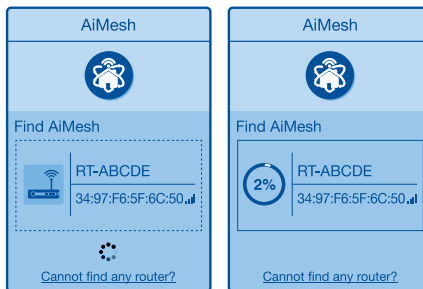 AiMesh
Find AiMesh
RT-ABCDE
34:97:F6:5F:6C:50
Cannot find any router?
AiMesh
Find AiMesh
2%
RT-ABCDE
34:97:F6:5F:6C:50
Cannot find any router?